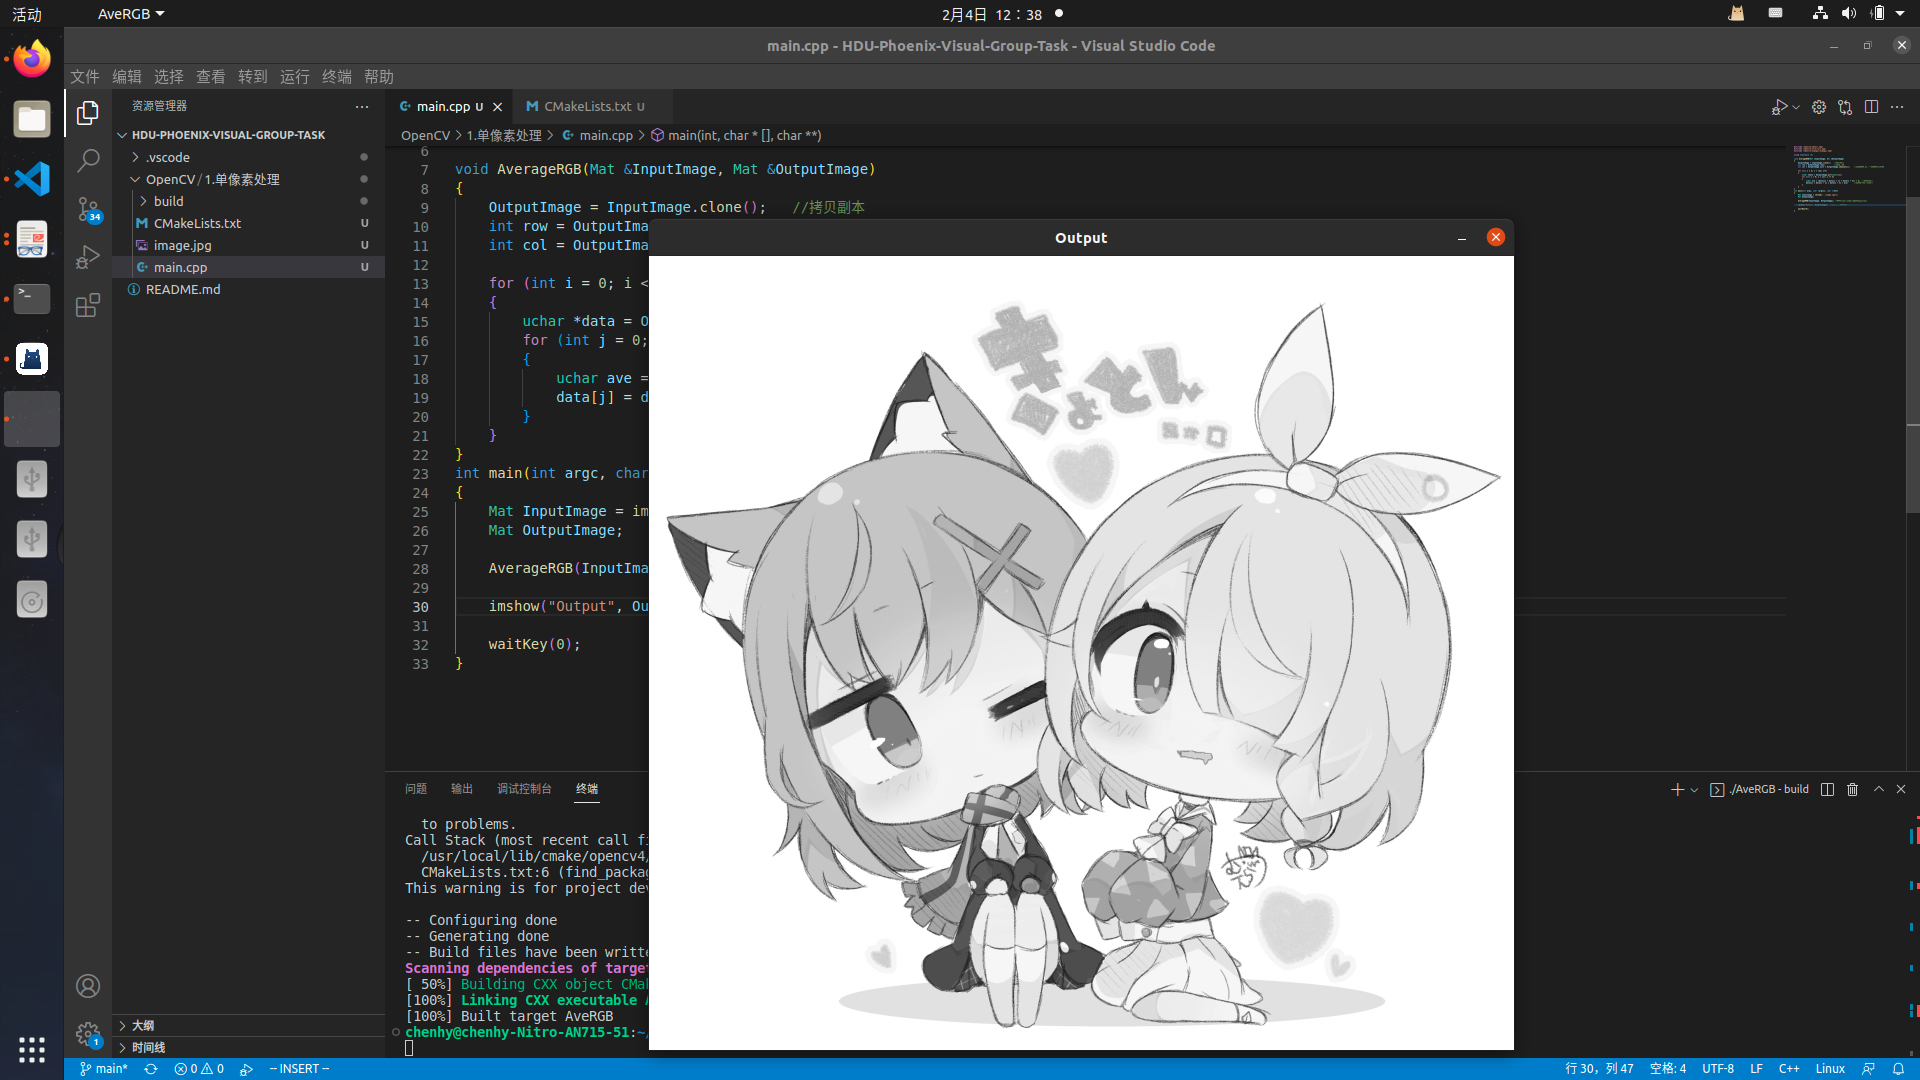 活动
AveRGB
2月4日 12：38
main.cpp - HDU-Phoenix-Visual-Group-Task - Visual Studio Code
文件 编辑 选择 查看 转到 运行 终端 帮助
资源管理器
HDU-PHOENIX-VISUAL-GROUP-TASK
.vscode
OpenCV / 1.单像素处理
build
CMakeLists.txt U
image.jpg U
main.cpp U
README.md
大纲
时间线
34
1
main.cpp U
CMakeLists.txt U
OpenCV > 1.单像素处理 > main.cpp > main(int, char * [], char **)
6
7 void AverageRGB(Mat &InputImage, Mat &OutputImage)
8 {
9 OutputImage = InputImage.clone(); //拷贝副本
10 int row = OutputIma
11 int col = OutputIma
12
13 for (int i = 0; i <
14 {
15 uchar *data = O
16 for (int j = 0;
17 {
18 uchar ave =
19 data[j] = d
20 }
21 }
22 }
23 int main(int argc, char
24 {
25 Mat InputImage = im
26 Mat OutputImage;
27
28 AverageRGB(InputIma
29
30 imshow("Output", Ou
31
32 waitKey(0);
33 }
Output
きょとん
問題 输出 调试控制台 终端
./AveRGB - build
to problems.
Call Stack (most recent call fi
/usr/local/lib/cmake/opencv4/
CMakeLists.txt:6 (find_packag
This warning is for project dev
-- Configuring done
-- Generating done
-- Build files have been writte
Scanning dependencies of target
[ 50%] Building CXX object CMak
[100%] Linking CXX executable A
[100%] Built target AveRGB
chenhy@chenhy-Nitro-AN715-51:~/
main*
0 0
-- INSERT --
行 30，列 47
空格: 4
UTF-8
LF
C++
Linux